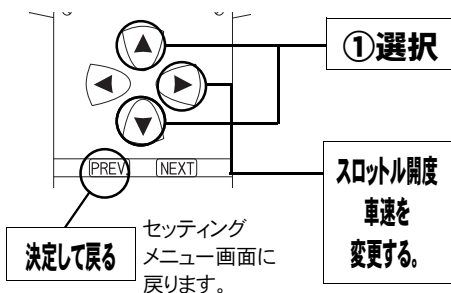 ①選択
PREV
NEXT
スロットル開度
車速を
変更する。
決定して戻る
セッティング
メニュー画面に
戻ります。